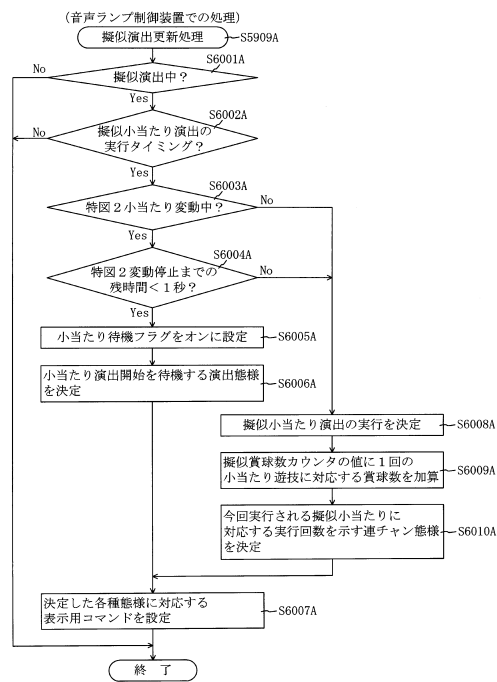 (音声ランプ制御装置での処理)
擬似演出更新処理
S5909A
S6001A
No
擬似演出中?
Yes
S6002A
No
擬似小当たり演出の
実行タイミング?
Yes
S6003A
特図2小当たり変動中?
No
Yes
S6004A
特図2変動停止までの
残時間<1秒?
No
Yes
小当たり待機フラグをオンに設定
S6005A
小当たり演出開始を待機する演出態様
を決定
S6006A
擬似小当たり演出の実行を決定
S6008A
擬似賞球数カウンタの値に1回の
小当たり遊技に対応する賞球数を加算
S6009A
今回実行される擬似小当たりに
対応する実行回数を示す連チャン態様
を決定
S6010A
決定した各種態様に対応する
表示用コマンドを設定
S6007A
終 了